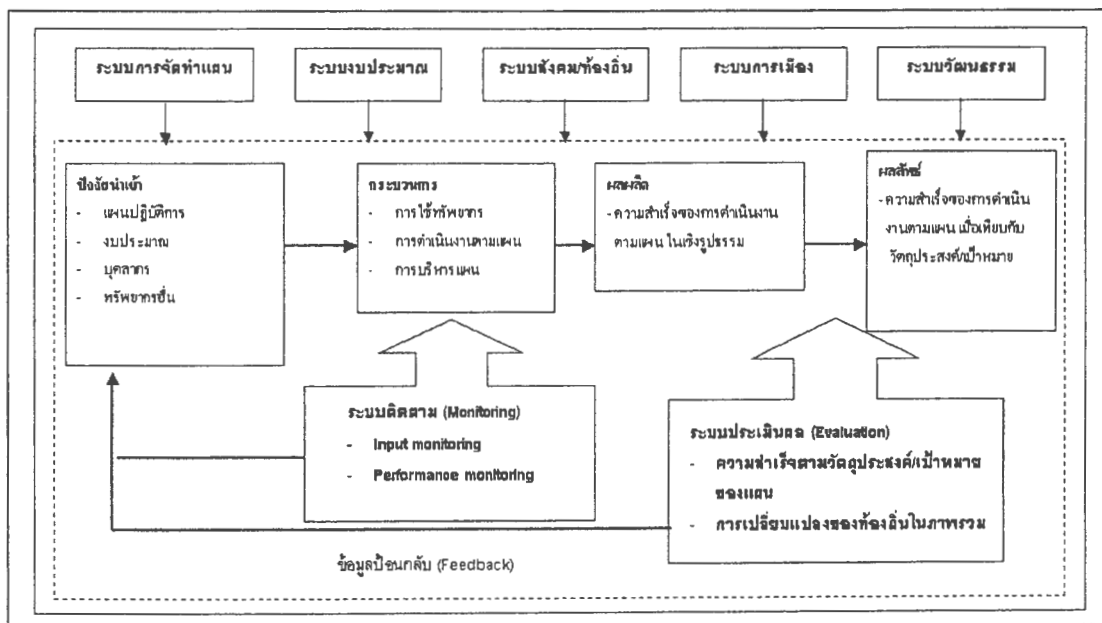 ระบบการจัดทำแผน
ระบบงบประมาณ
ระบบสังคม/ท้องถิ่น
ระบบการเมือง
ระบบวัฒนธรรม
ปัจจัยนำเข้า
- แผนปฏิบัติการ
- งบประมาณ
- บุคลากร
- ทรัพยากรอื่น
กระบวนการ
- การใช้ทรัพยากร
- การดำเนินงานตามแผน
- การบริหารแผน
ผลผลิต
- ความสำเร็จของการดำเนินงาน
ตามแผน ในเชิงรูปธรรม
ผลลัพธ์
- ความสำเร็จของการดำเนิน
งานตามแผน เมื่อเทียบกับ
วัตถุประสงค์/เป้าหมาย
ระบบติดตาม (Monitoring)
- Input monitoring
- Performance monitoring
ระบบประเมินผล (Evaluation)
- ความสำเร็จตามวัตถุประสงค์/เป้าหมาย
ของแผน
- การเปลี่ยนแปลงของท้องถิ่นในภาพรวม
ข้อมูลป้อนกลับ (Feedback)